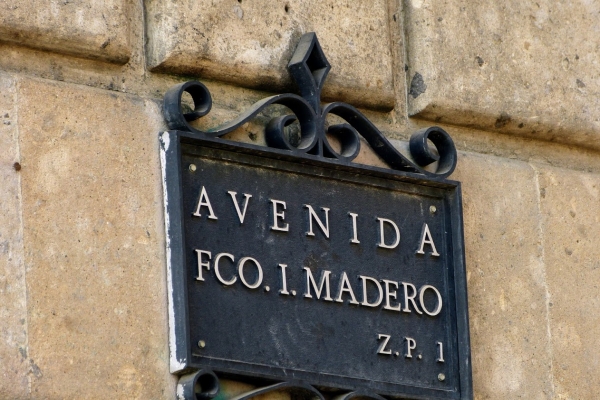 AVENIDA
FCO. I. MADERO
Z.P. 1